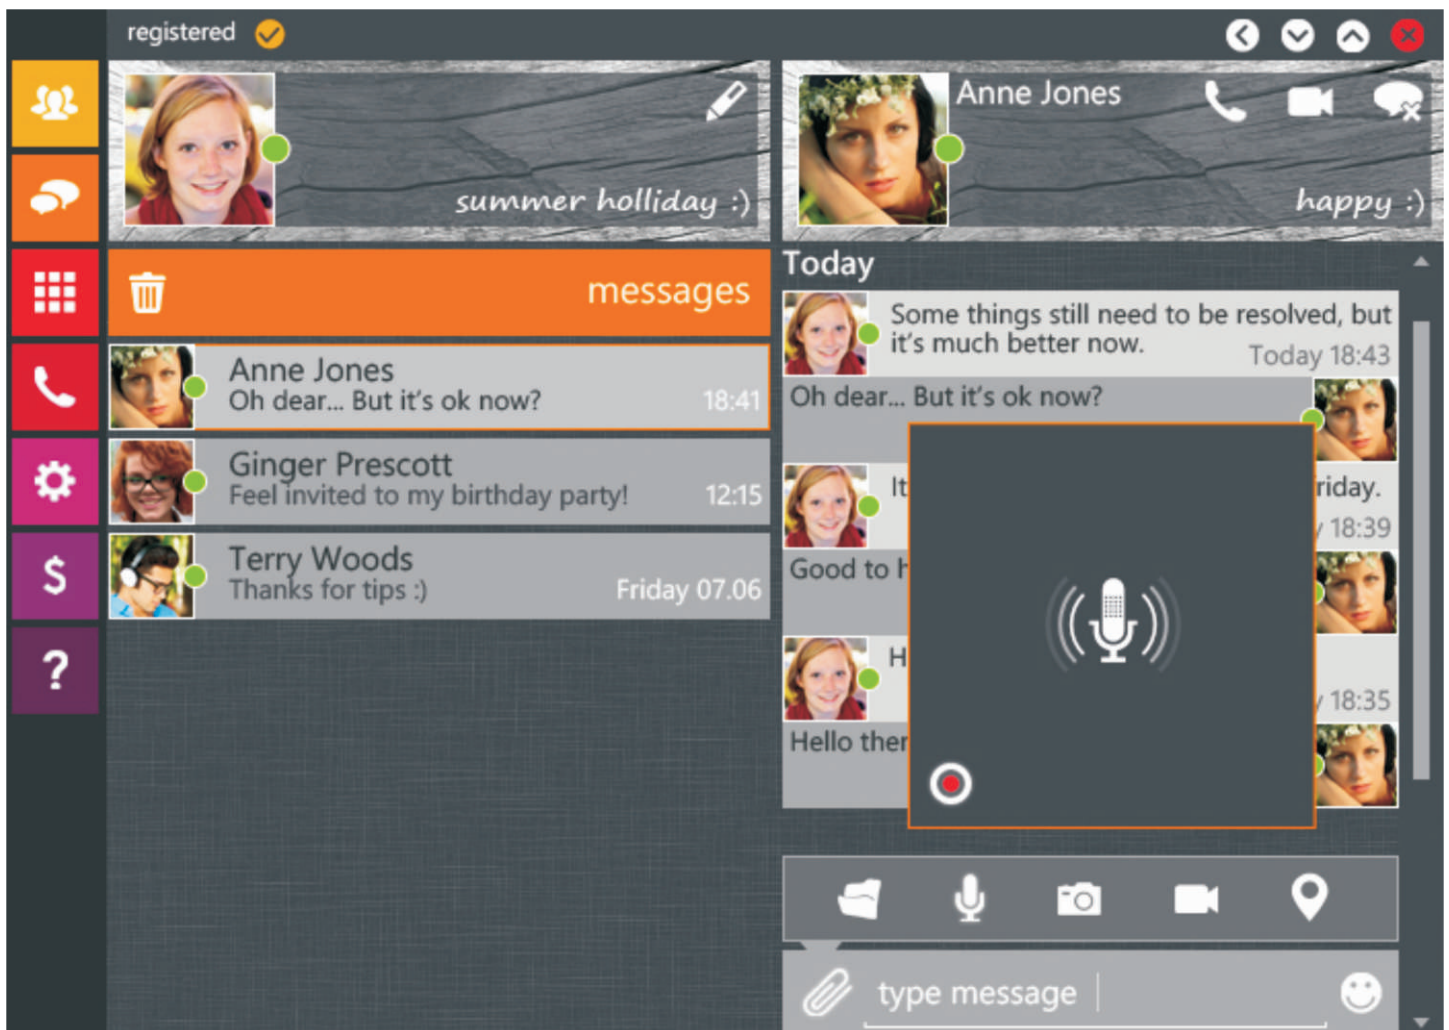 registered
summer holliday :)
Anne Jones
happy :)
messages
Anne Jones
Oh dear... But it's ok now?
18:41
Ginger Prescott
Feel invited to my birthday party!
12:15
Terry Woods
Thanks for tips :)
Friday 07.06
$
?
Today
Some things still need to be resolved, but
it's much better now.
Today 18:43
Oh dear... But it's ok now?
It
18:39
Good to
18:35
Hello
type message